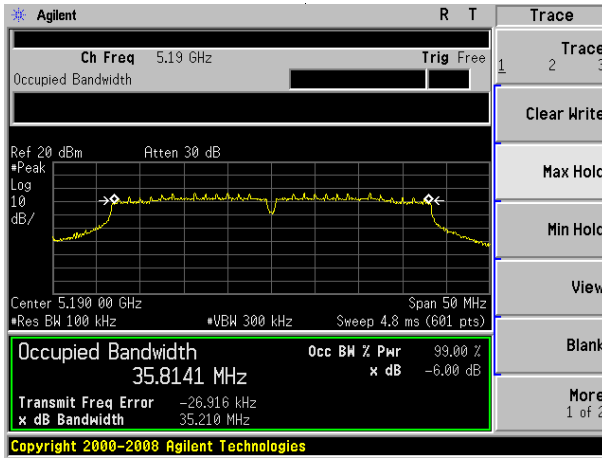 Agilent R T
Trace
Ch Freq 5.19 GHz Trig Free
Occupied Bandwidth
Trace
1 2 3
Clear Write
Max Hold
Min Hold
View
Blank
More
1 of 2
Ref 20 dBm Atten 30 dB
#Peak
Log
10
dB/
Center 5.190 00 GHz Span 50 MHz
#Res BW 100 kHz #VBW 300 kHz Sweep 4.8 ms (601 pts)
Occupied Bandwidth Occ BW % Pwr 99.00 %
35.8141 MHz x dB -6.00 dB
Transmit Freq Error -26.916 kHz
x dB Bandwidth 35.210 MHz
Copyright 2000-2008 Agilent Technologies